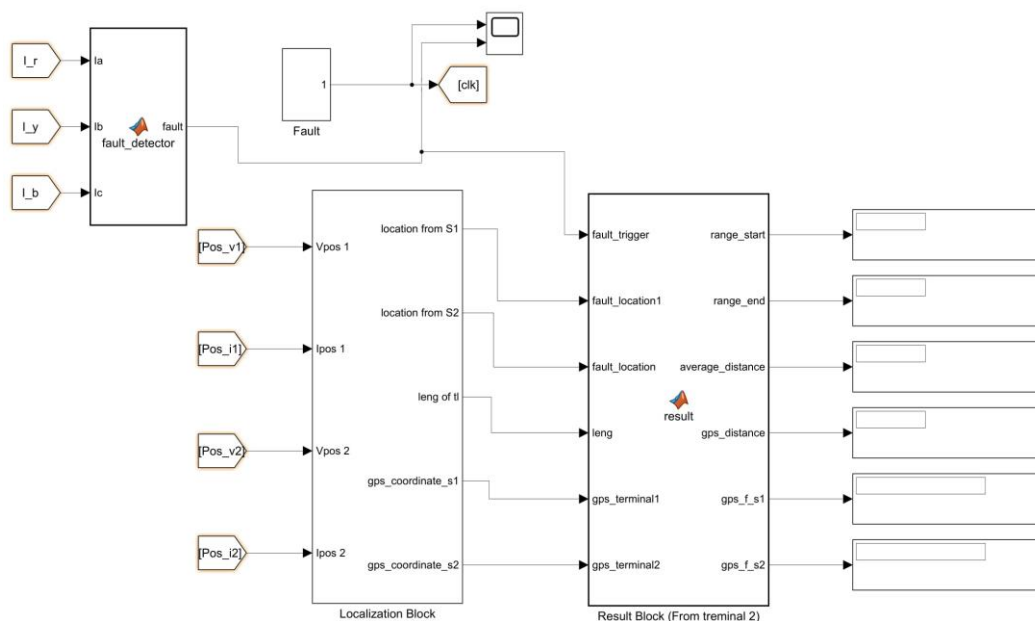 I_r
Ia
I_y
Ib
fault_detector
fault
I_b
Ic
1
Fault
[clk]
[Pos_v1]
Vpos 1
[Pos_i1]
Ipos 1
[Pos_v2]
Vpos 2
[Pos_i2]
Ipos 2
location from S1
location from S2
leng of tl
gps_coordinate_s1
gps_coordinate_s2
Localization Block
fault_trigger
fault_location1
fault_location
leng
gps_terminal1
gps_terminal2
result
range_start
range_end
average_distance
gps_distance
gps_f_s1
gps_f_s2
Result Block (From treminal 2)